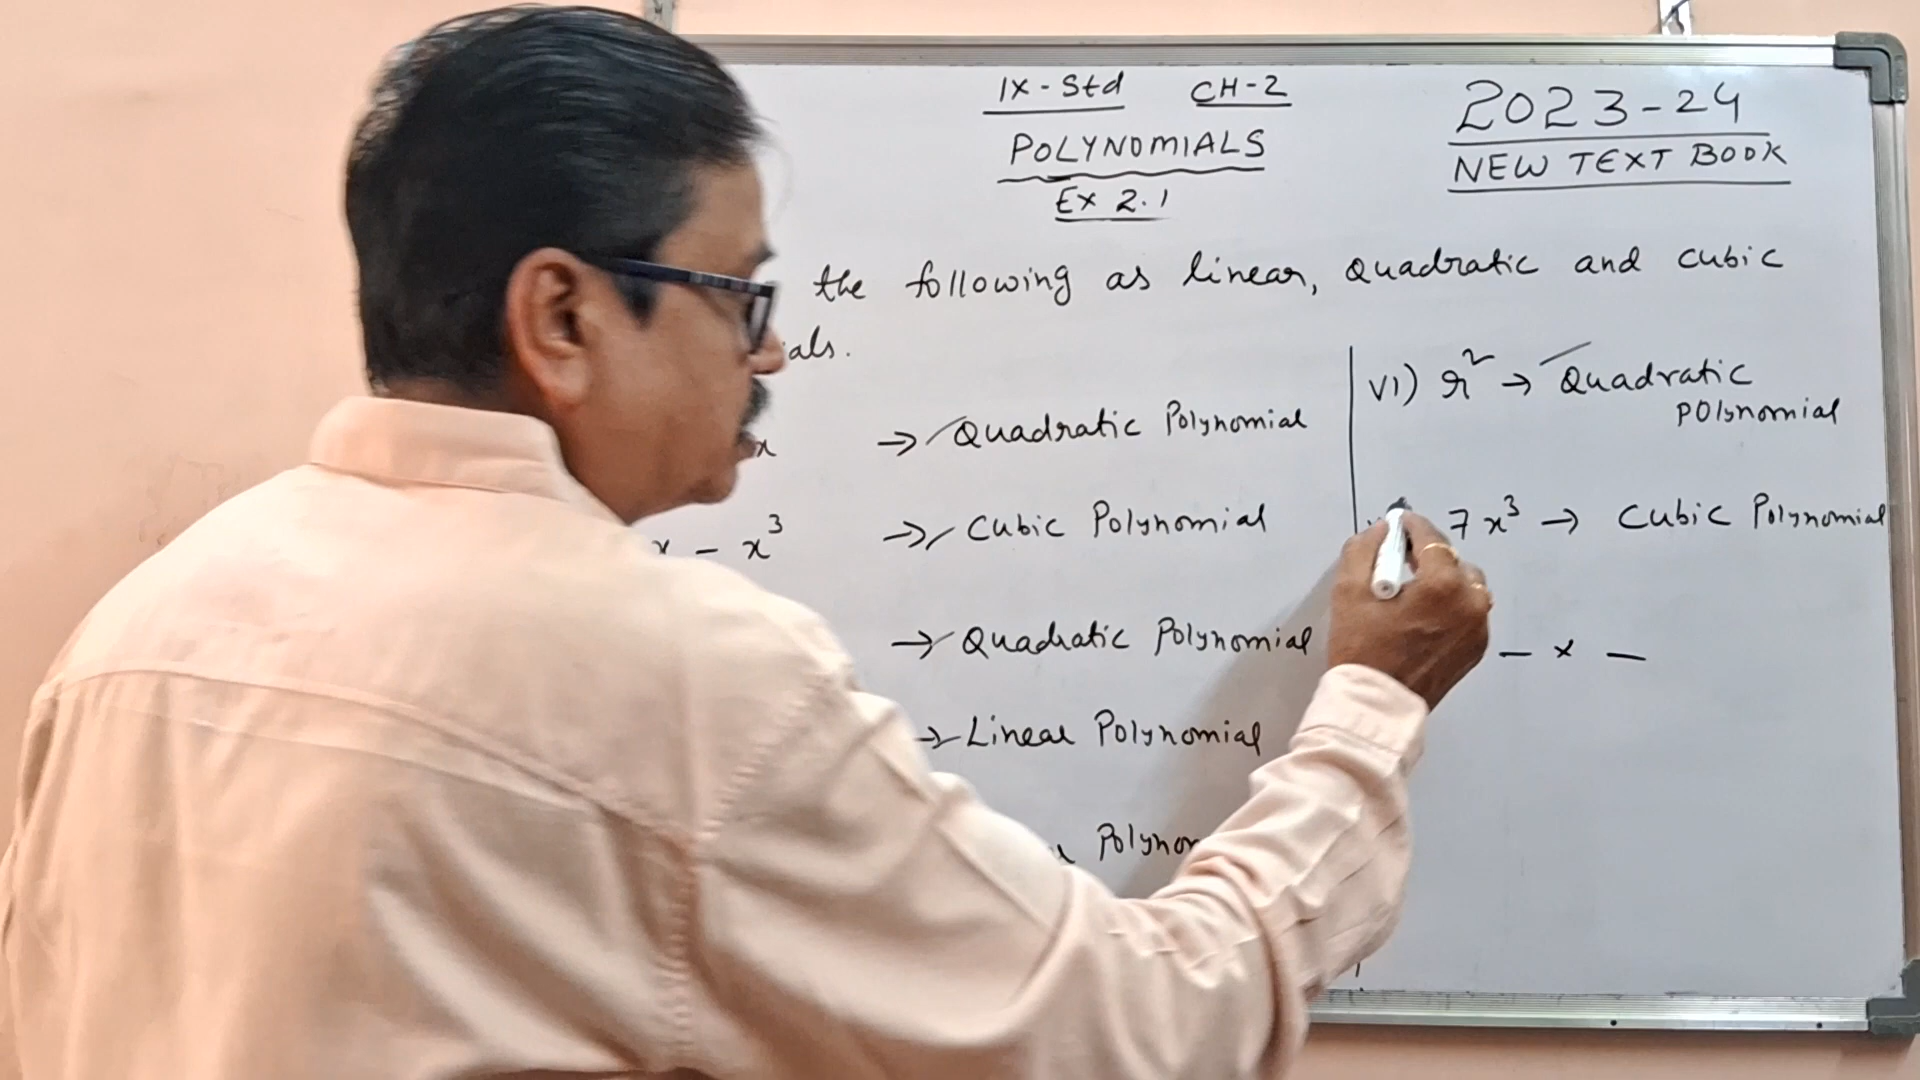 IX - Std CH-2
POLYNOMIALS
Ex 2.1
2023-24
NEW TEXT BOOK
the following as linear, Quadratic and cubic
als.
x → Quadratic Polynomial
x - x³ → Cubic Polynomial
→ Quadratic Polynomial
→ Linear Polynomial
Polyno
VI) r² → Quadratic
Polynomial
7x³ → Cubic Polynomial
— x —